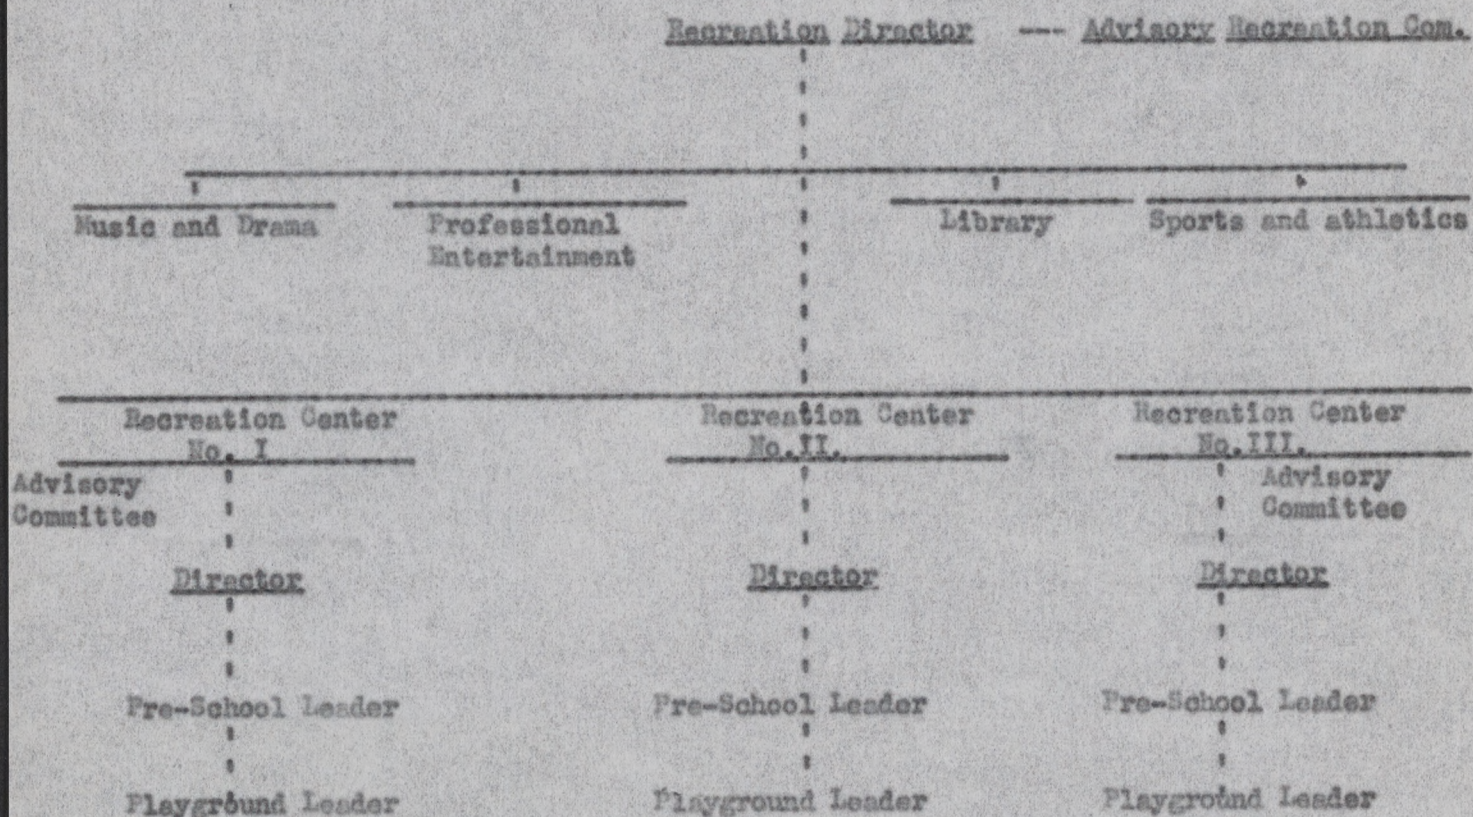 Recreation Director --- Advisory Recreation Com.
Music and Drama
Professional
Entertainment
Library
Sports and athletics
Recreation Center
No. I
Recreation Center
No.II.
Recreation Center
No.III.
Advisory
Committee
Advisory
Committee
Director
Director
Director
Pre-School Leader
Pre-School Leader
Pre-School Leader
Playground Leader
Playground Leader
Playground Leader